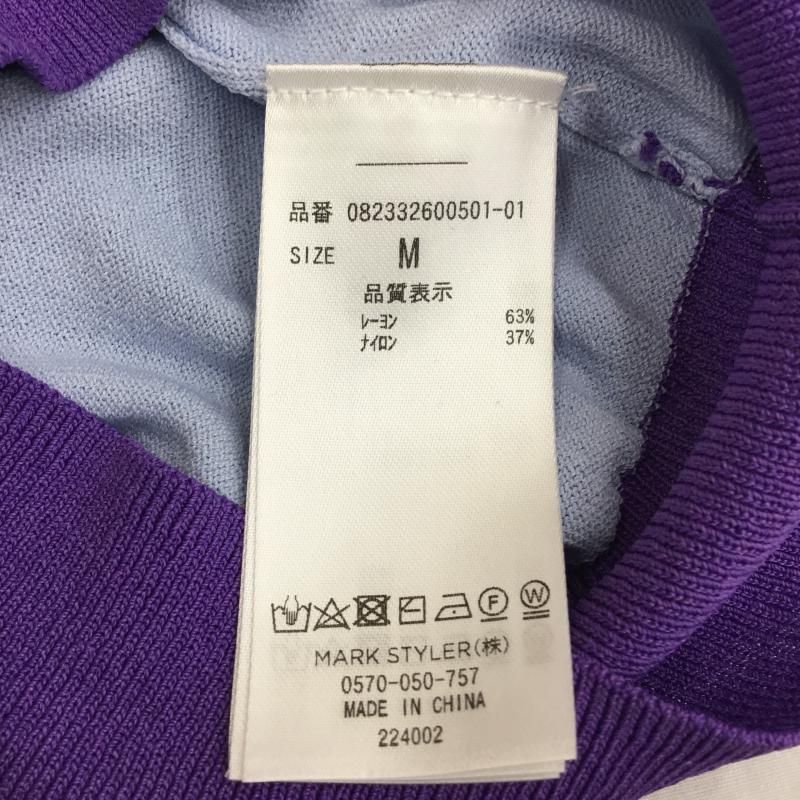 品番 082332600501-01
SIZE M
品質表示
レーヨン 63%
ナイロン 37%
F W
MARK STYLER(株)
0570-050-757
MADE IN CHINA
224002